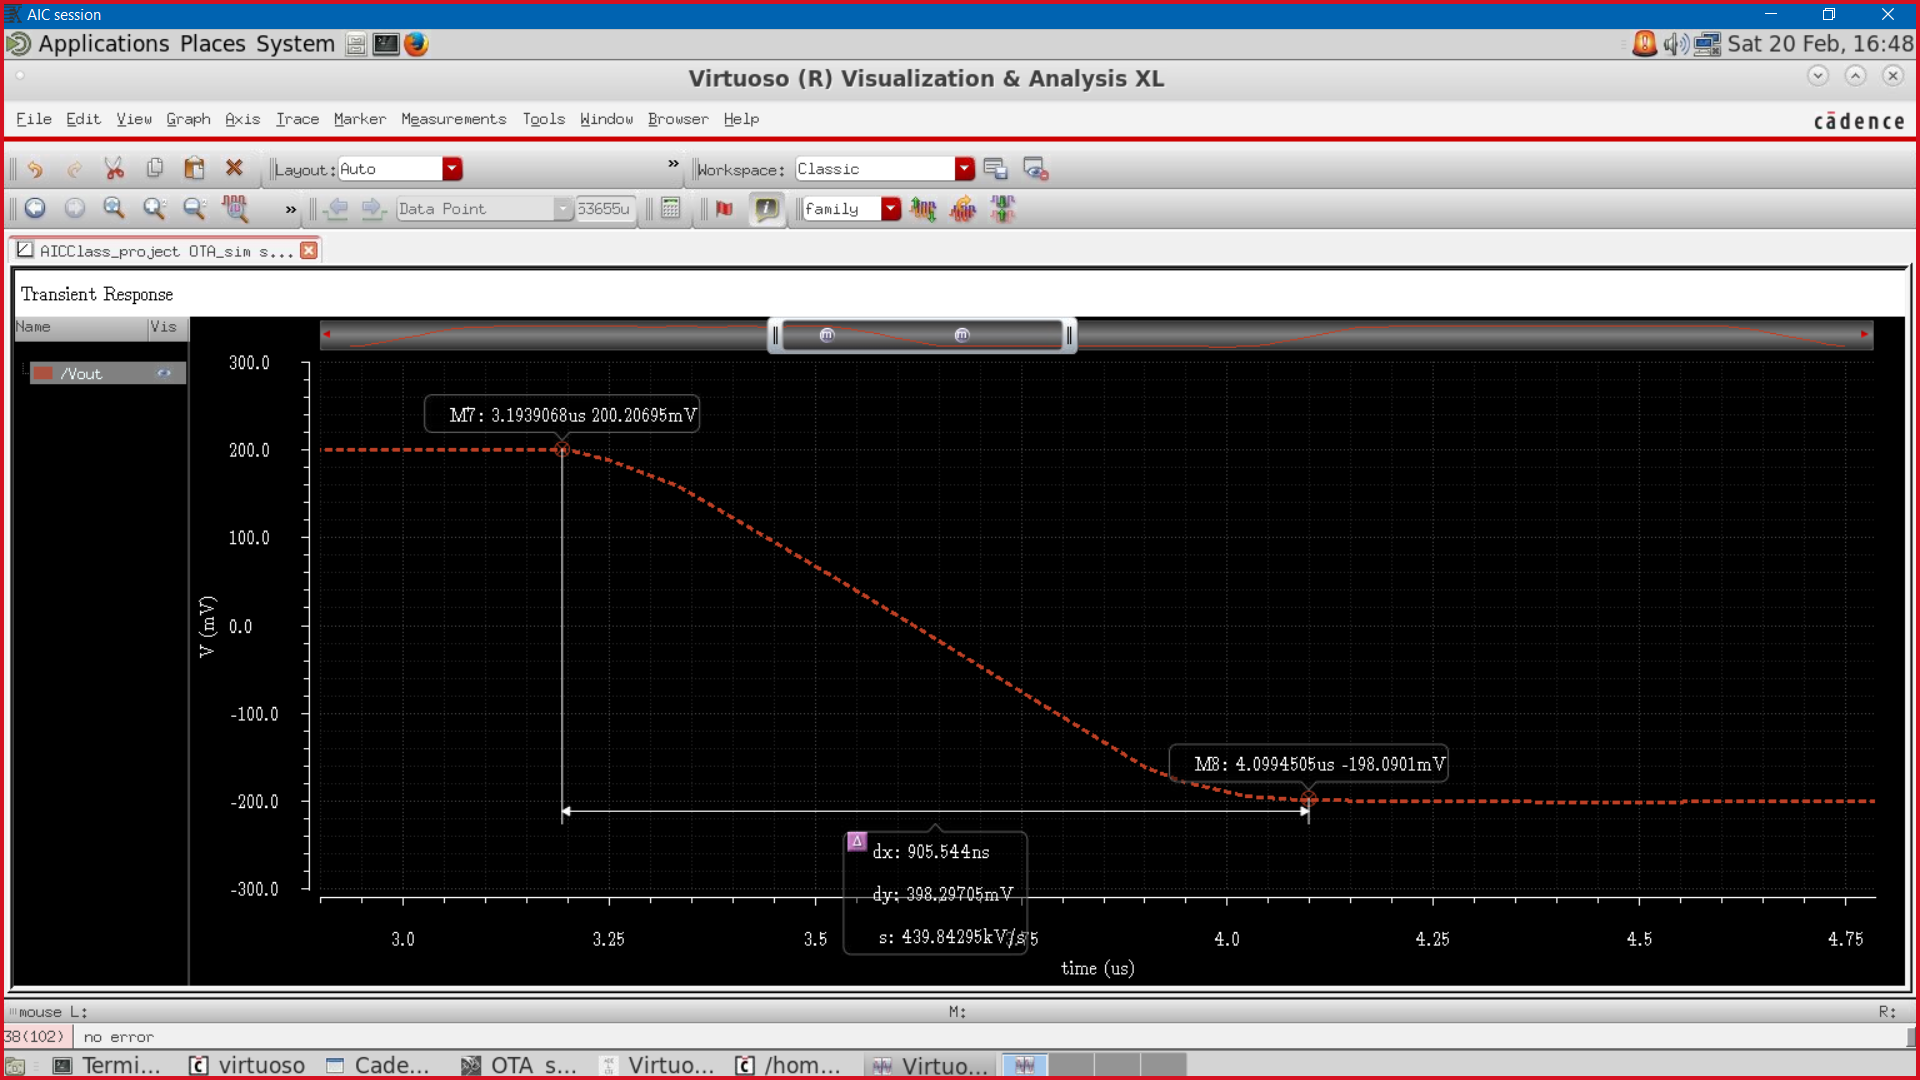 AIC session
Applications Places System
Sat 20 Feb, 16:48
Virtuoso (R) Visualization & Analysis XL
File Edit View Graph Axis Trace Marker Measurements Tools Window Browser Help
cādence
Layout: Auto
» Workspace: Classic
» Data Point 53655u
family
AICClass_project OTA_sim s...
Transient Response
Name Vis
/Vout
300.0
200.0
100.0
0.0
-100.0
-200.0
-300.0
V (mV)
M7: 3.1939068us 200.20695mV
M8: 4.0994505us -198.0901mV
dx: 905.544ns
dy: 398.29705mV
s: 439.84295kV/s
3.0 3.25 3.5 3.75 4.0 4.25 4.5 4.75
time (us)
mouse L: M: R:
38(102) no error
Termi... virtuoso Cade... OTA s... Virtuo... /hom... Virtuo...